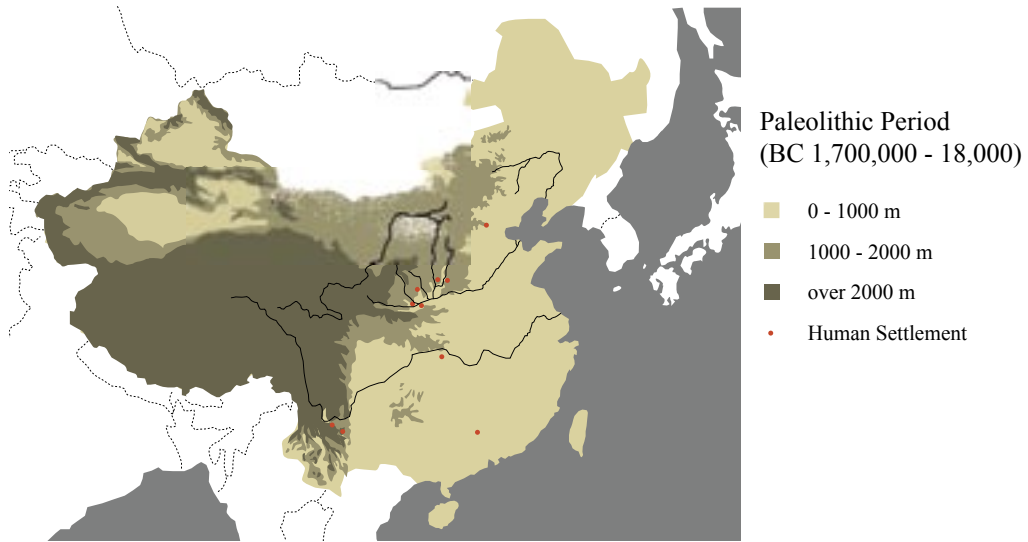 Paleolithic Period
(BC 1,700,000 - 18,000)
0 - 1000 m
1000 - 2000 m
over 2000 m
Human Settlement